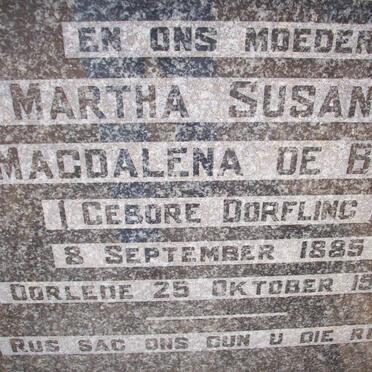 EN ONS MOEDER
MARTHA SUSAN
MAGDALENA DE B
( GEBORE DORFLING
8 SEPTEMBER 1885
OORLEDE 25 OKTOBER 19
RUS SAG ONS GUN U DIE R